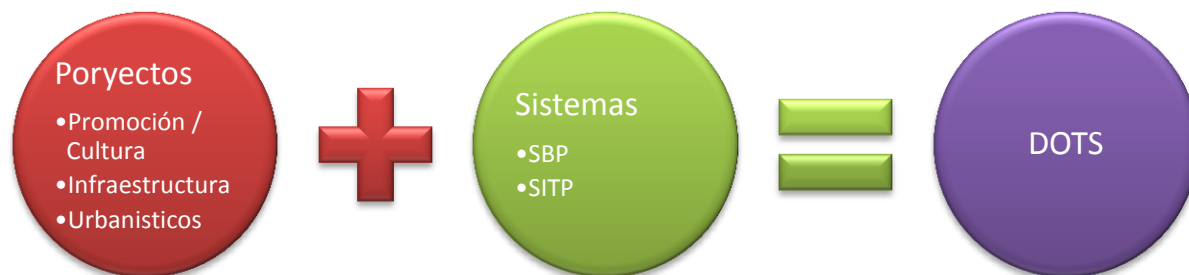 Poryectos
•Promoción /
Cultura
•Infraestructura
•Urbanisticos
Sistemas
•SBP
•SITP
DOTS